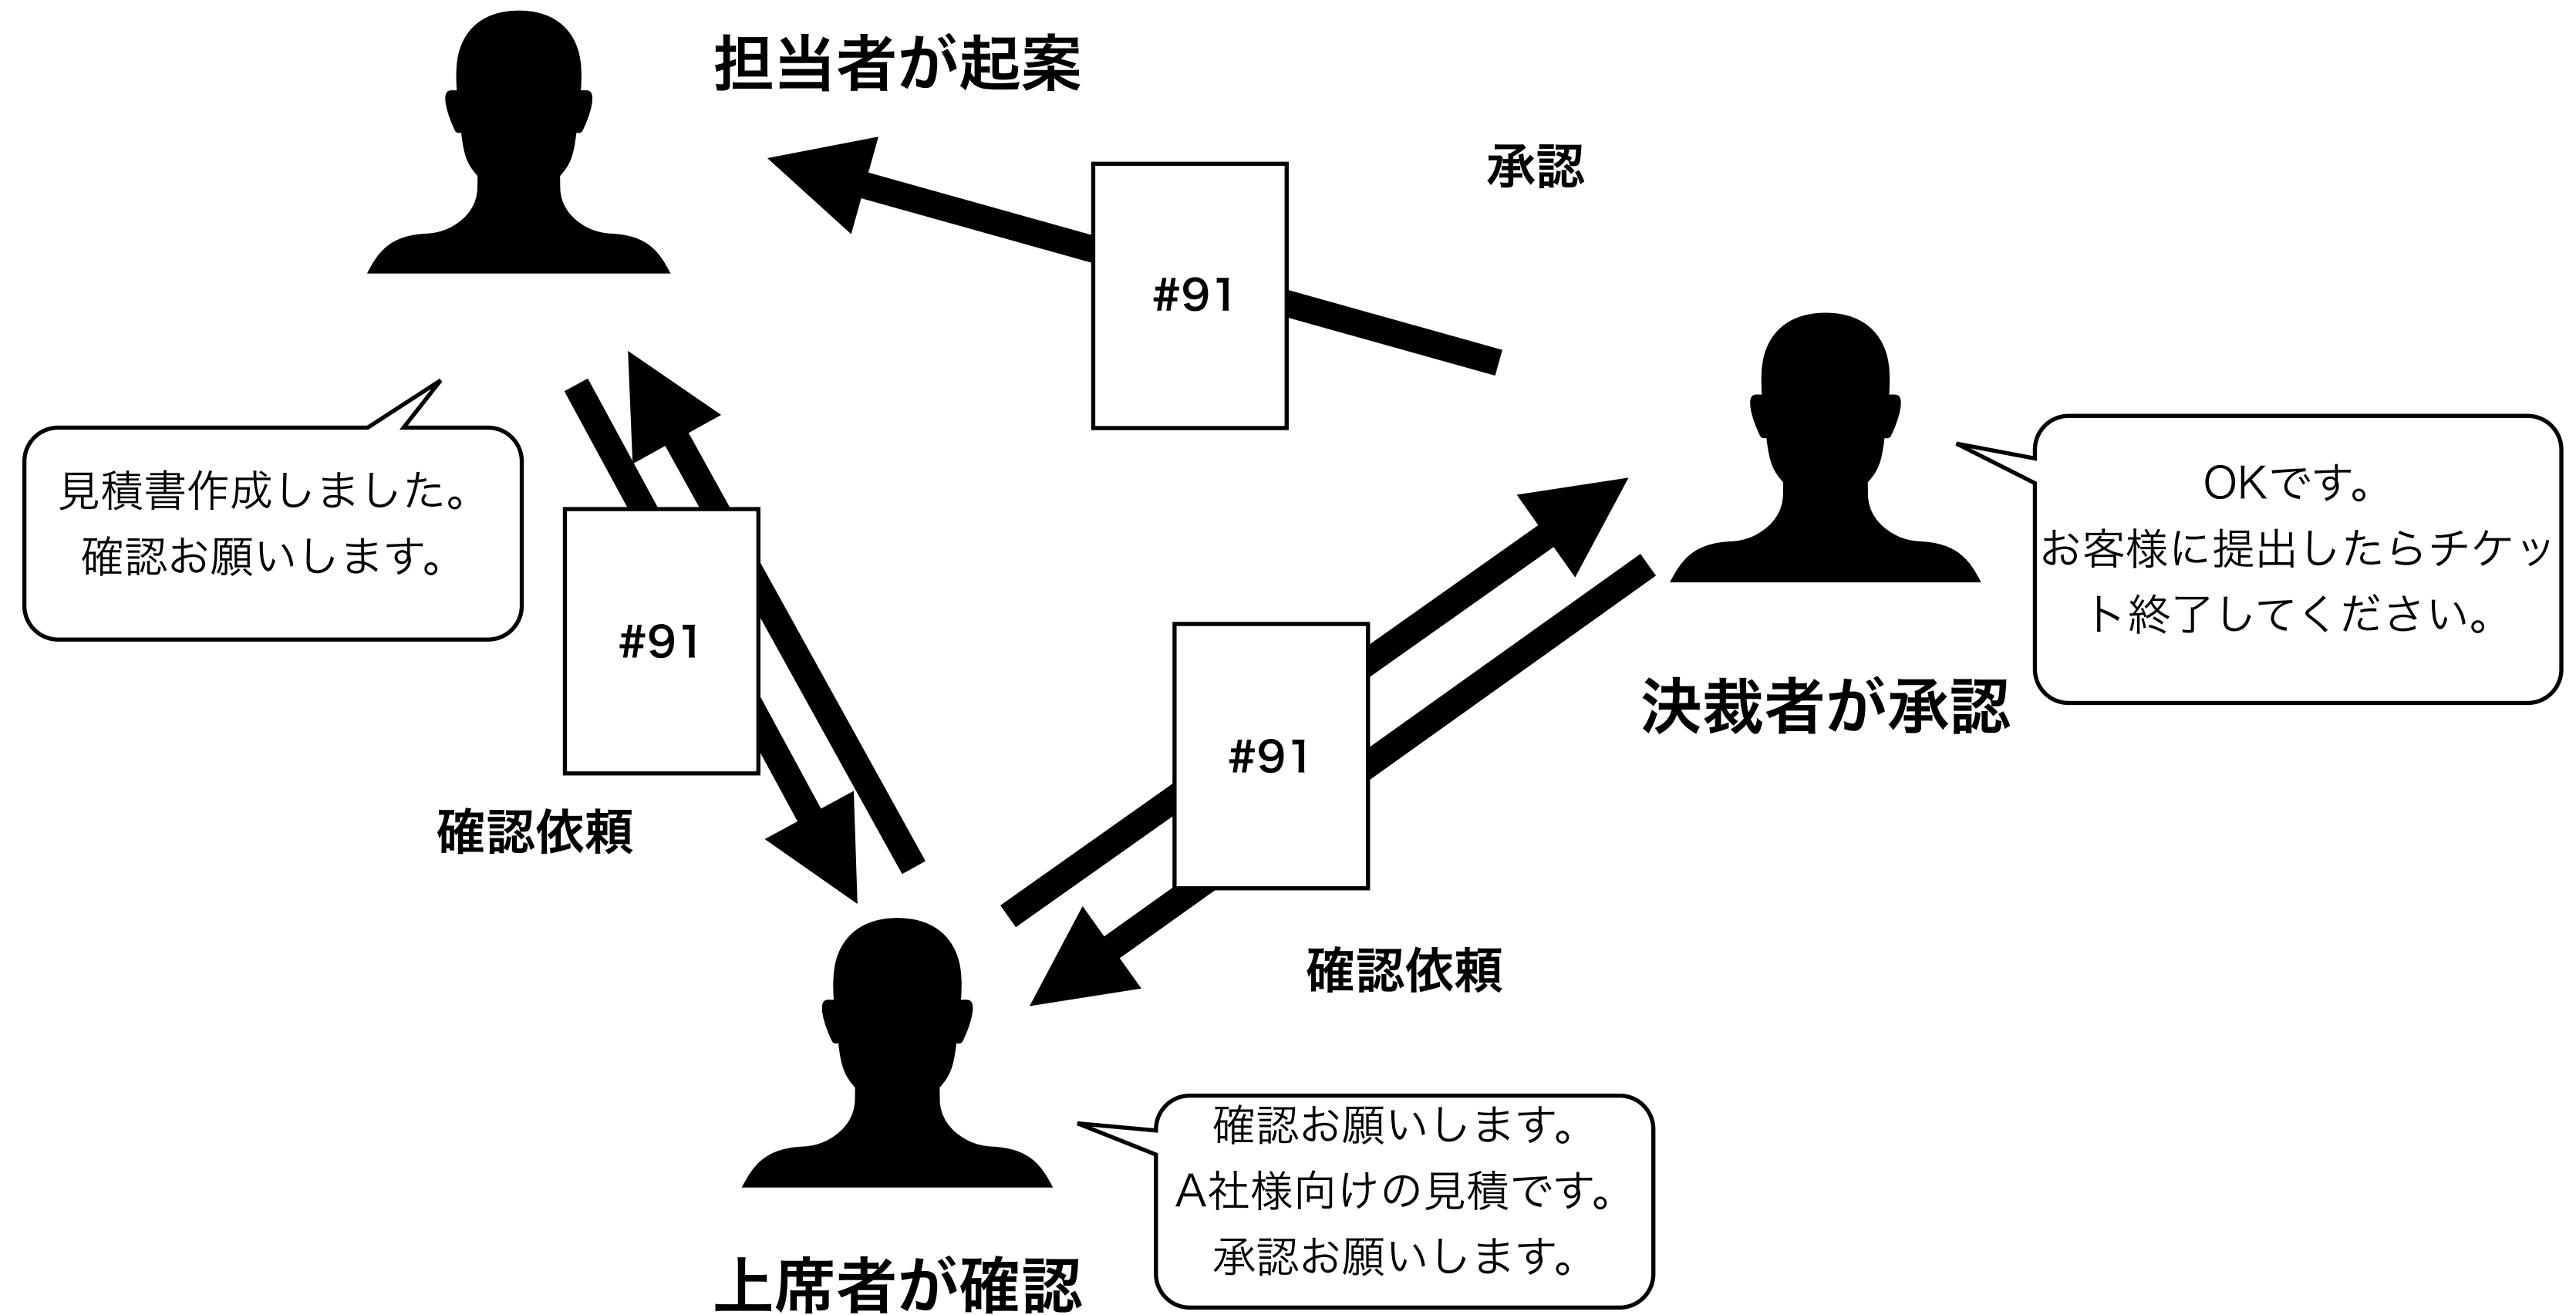 担当者が起案
承認
#91
見積書作成しました。
確認お願いします。
OKです。
お客様に提出したらチケッ
ト終了してください。
#91
決裁者が承認
#91
確認依頼
確認依頼
確認お願いします。
A社様向けの見積です。
承認お願いします。
上席者が確認